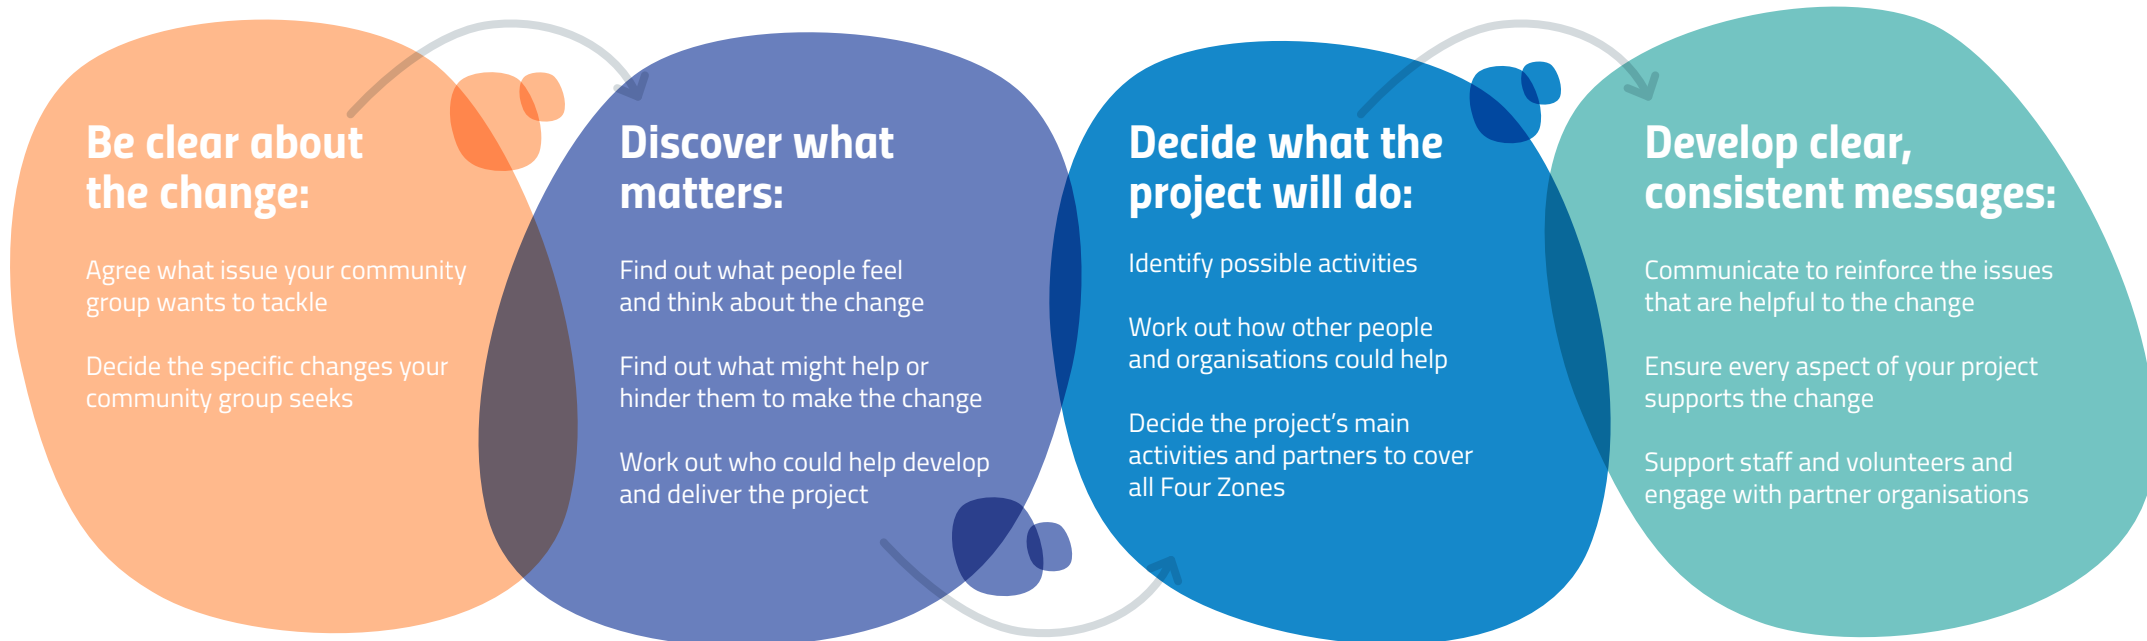 Be clear about
the change:
Agree what issue your community
group wants to tackle
Decide the specific changes your
community group seeks
Discover what
matters:
Find out what people feel
and think about the change
Find out what might help or
hinder them to make the change
Work out who could help develop
and deliver the project
Decide what the
project will do:
Identify possible activities
Work out how other people
and organisations could help
Decide the project’s main
activities and partners to cover
all Four Zones
Develop clear,
consistent messages:
Communicate to reinforce the issues
that are helpful to the change
Ensure every aspect of your project
supports the change
Support staff and volunteers and
engage with partner organisations